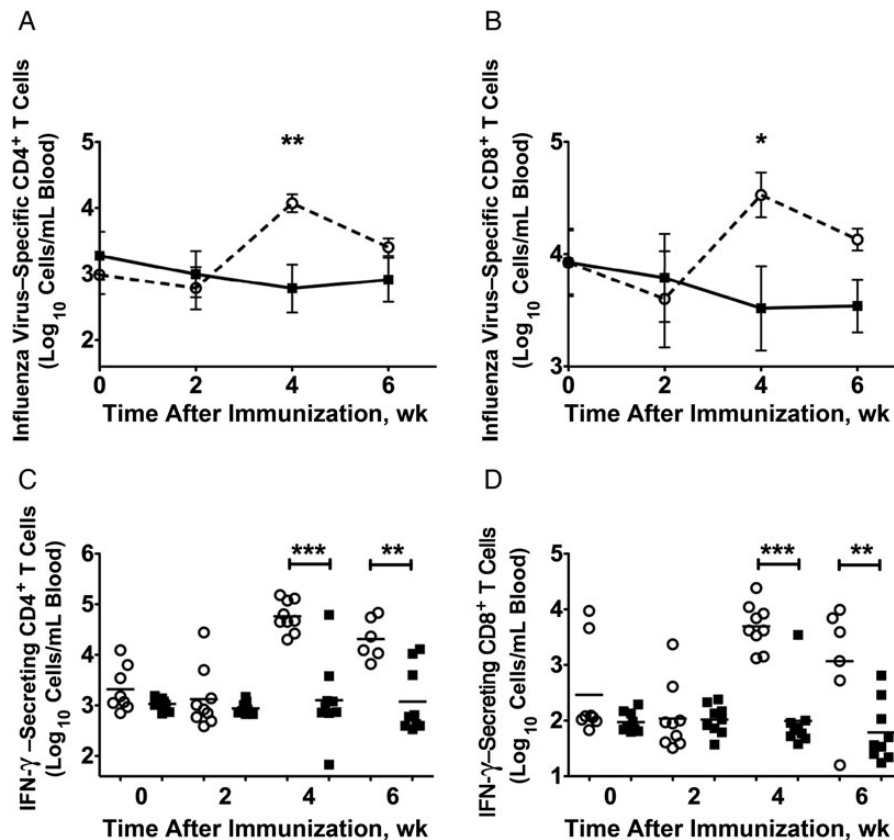 A
Influenza Virus–Specific CD4+ T Cells
(Log10 Cells/mL Blood)
5
4
3
2
**
0 2 4 6
Time After Immunization, wk
B
Influenza Virus–Specific CD8+ T Cells
(Log10 Cells/mL Blood)
5
4
3
*
0 2 4 6
Time After Immunization, wk
C
IFN-γ–Secreting CD4+ T Cells
(Log10 Cells/mL Blood)
6
5
4
3
2
*** **
0 2 4 6
Time After Immunization, wk
D
IFN-γ–Secreting CD8+ T Cells
(Log10 Cells/mL Blood)
5
4
3
2
1
*** **
0 2 4 6
Time After Immunization, wk